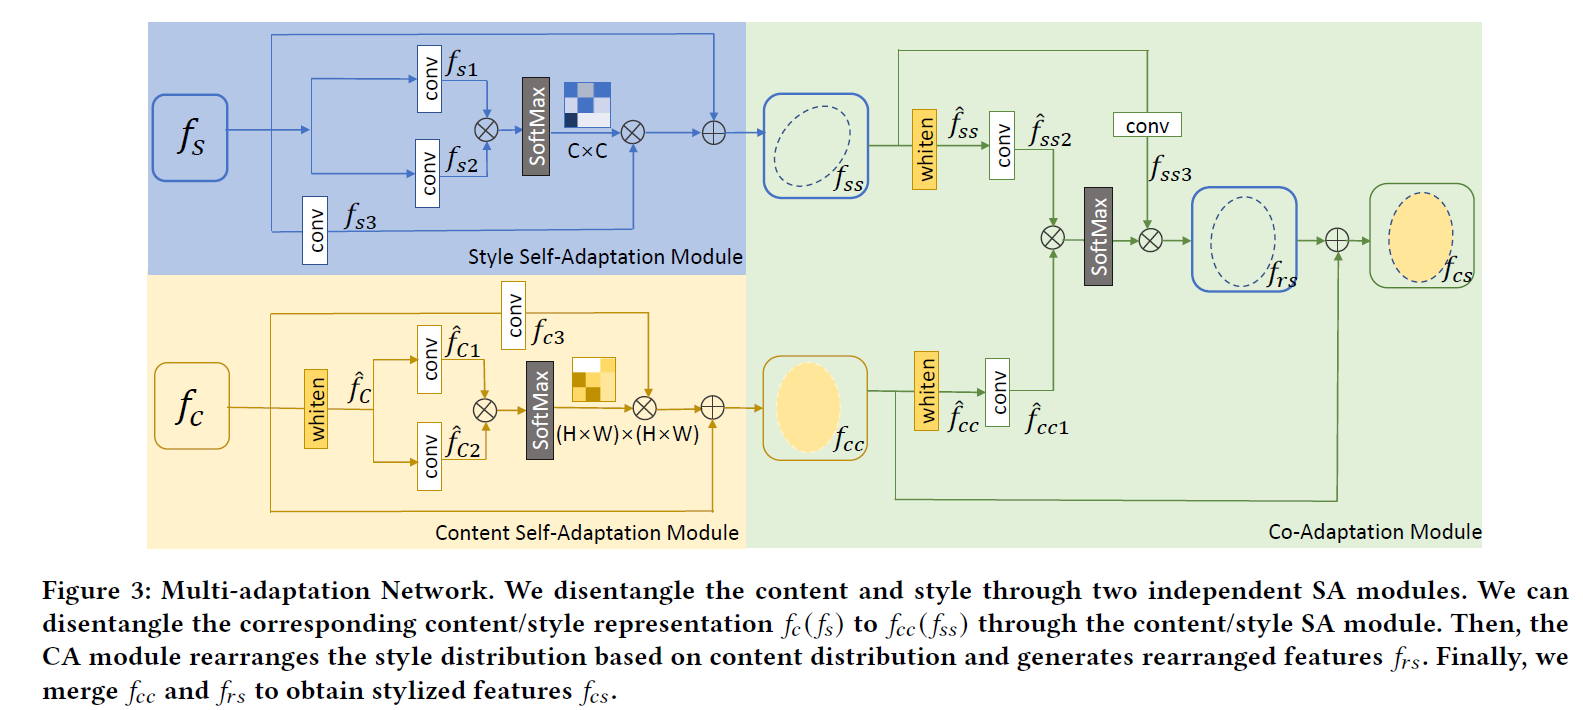 f_s
conv
f_{s1}
conv
f_{s2}
SoftMax
C×C
conv
f_{s3}
Style Self-Adaptation Module
f_c
whiten
\hat{f}_C
conv
\hat{f}_{C1}
conv
\hat{f}_{C2}
conv
f_{c3}
SoftMax
(H×W)×(H×W)
Content Self-Adaptation Module
f_{ss}
whiten
\hat{f}_{ss}
conv
\hat{f}_{ss2}
conv
f_{ss3}
SoftMax
f_{rs}
f_{cs}
f_{cc}
whiten
\hat{f}_{cc}
conv
\hat{f}_{cc1}
Co-Adaptation Module
Figure 3: Multi-adaptation Network. We disentangle the content and style through two independent SA modules. We can
disentangle the corresponding content/style representation f_c(f_s) to f_{cc}(f_{ss}) through the content/style SA module. Then, the
CA module rearranges the style distribution based on content distribution and generates rearranged features f_{rs}. Finally, we
merge f_{cc} and f_{rs} to obtain stylized features f_{cs}.